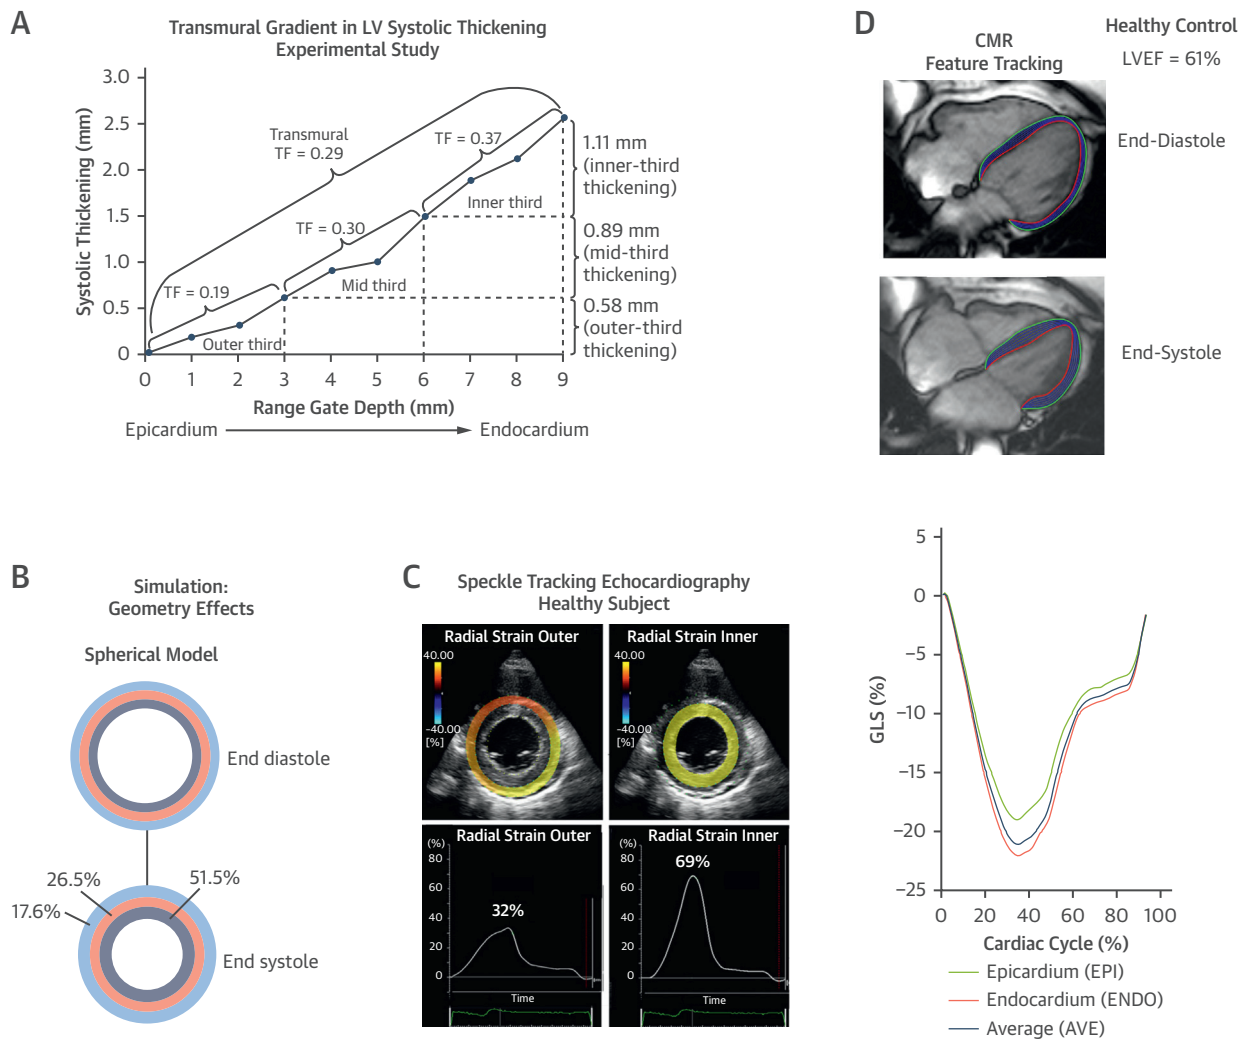 A
Transmural Gradient in LV Systolic Thickening
Experimental Study
Systolic Thickening (mm)
3.0
2.5
2.0
1.5
1.0
0.5
0
Transmural
TF = 0.29
TF = 0.37
TF = 0.30
TF = 0.19
Inner third
Mid third
Outer third
1.11 mm
(inner-third
thickening)
0.89 mm
(mid-third
thickening)
0.58 mm
(outer-third
thickening)
0 1 2 3 4 5 6 7 8 9
Range Gate Depth (mm)
Epicardium
Endocardium
B
Simulation:
Geometry Effects
Spherical Model
End diastole
26.5%
51.5%
17.6%
End systole
C
Speckle Tracking Echocardiography
Healthy Subject
Radial Strain Outer
40.00
-40.00
[%]
Radial Strain Inner
40.00
-40.00
[%]
Radial Strain Outer
(%)
80
60
40
20
0
32%
Time
Radial Strain Inner
(%)
80
60
40
20
0
69%
Time
D
CMR
Feature Tracking
Healthy Control
LVEF = 61%
End-Diastole
End-Systole
GLS (%)
5
0
−5
−10
−15
−20
−25
0 20 40 60 80 100
Cardiac Cycle (%)
Epicardium (EPI)
Endocardium (ENDO)
Average (AVE)